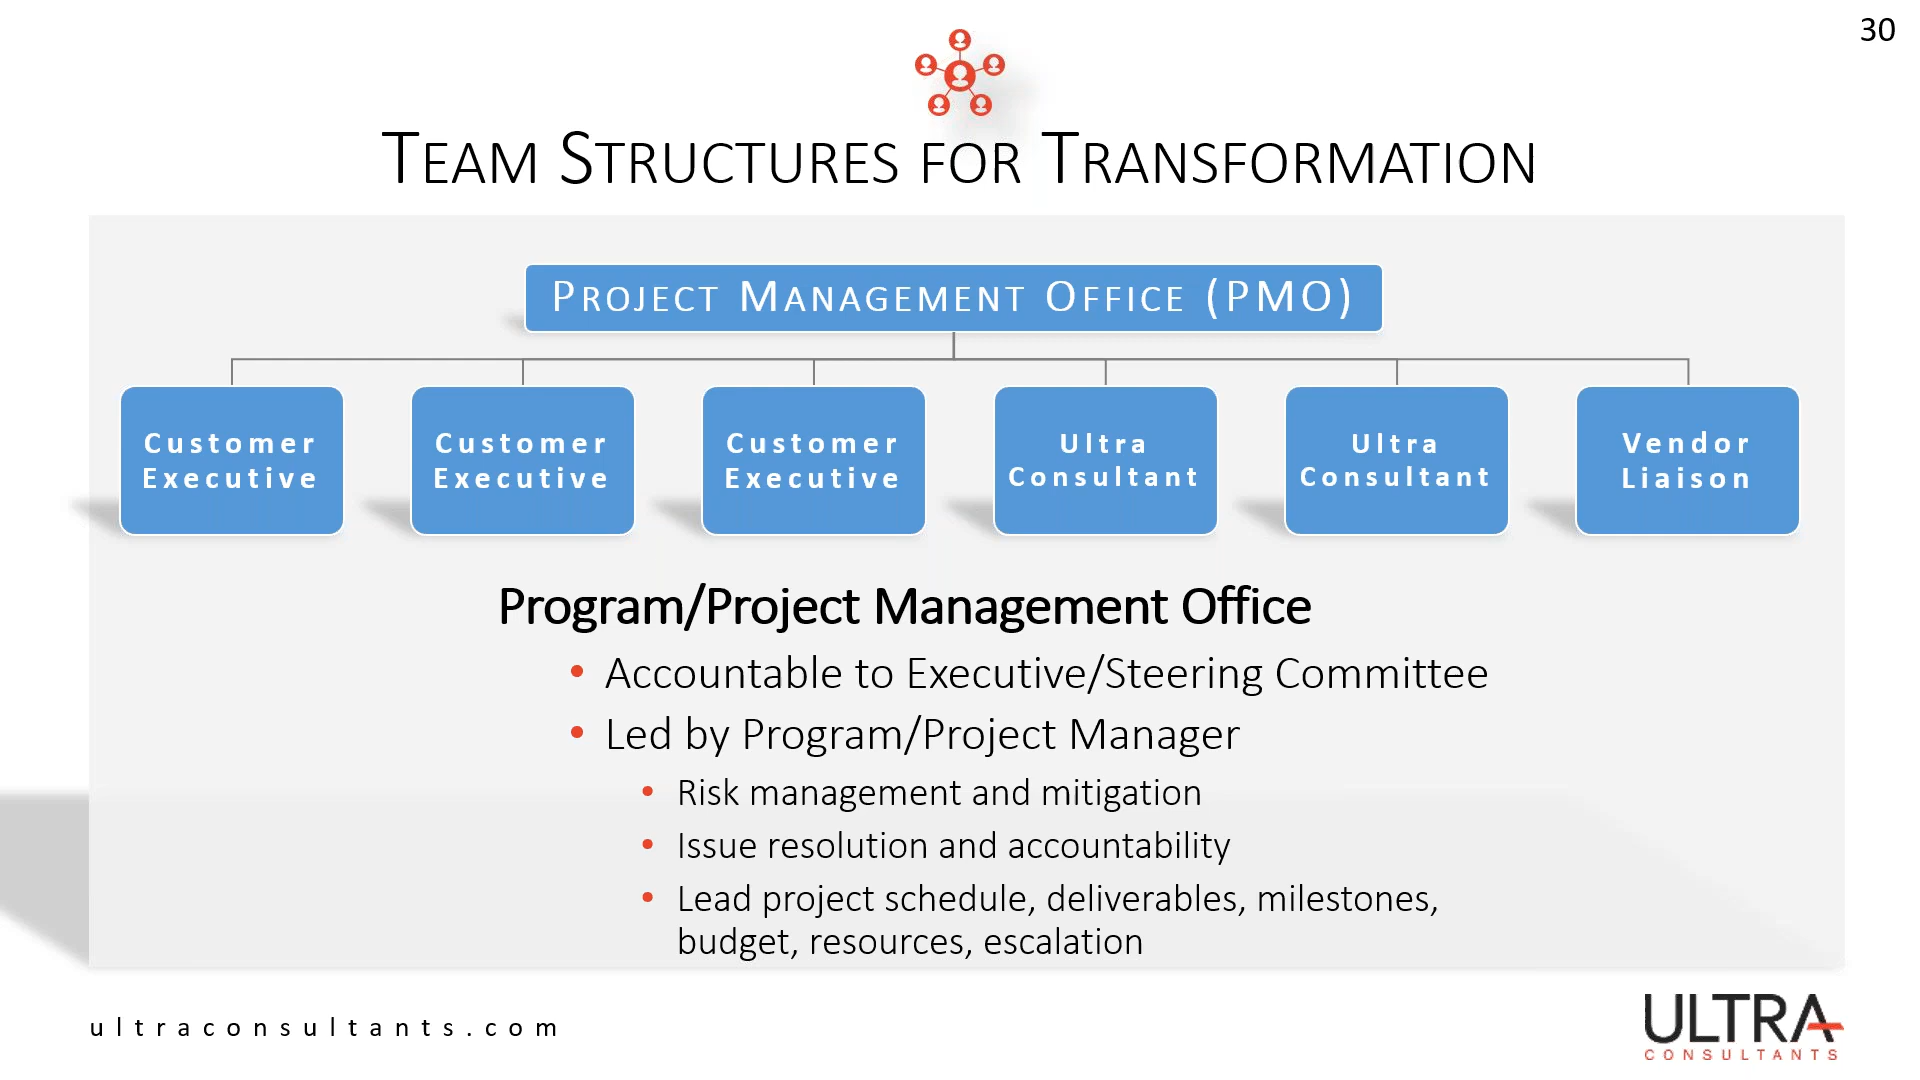 30
Team Structures for Transformation
Project Management Office (PMO)
Customer
Executive
Customer
Executive
Customer
Executive
Ultra
Consultant
Ultra
Consultant
Vendor
Liaison
Program/Project Management Office
• Accountable to Executive/Steering Committee
• Led by Program/Project Manager
• Risk management and mitigation
• Issue resolution and accountability
• Lead project schedule, deliverables, milestones,
budget, resources, escalation
ultraconsultants.com
ULTRA
CONSULTANTS